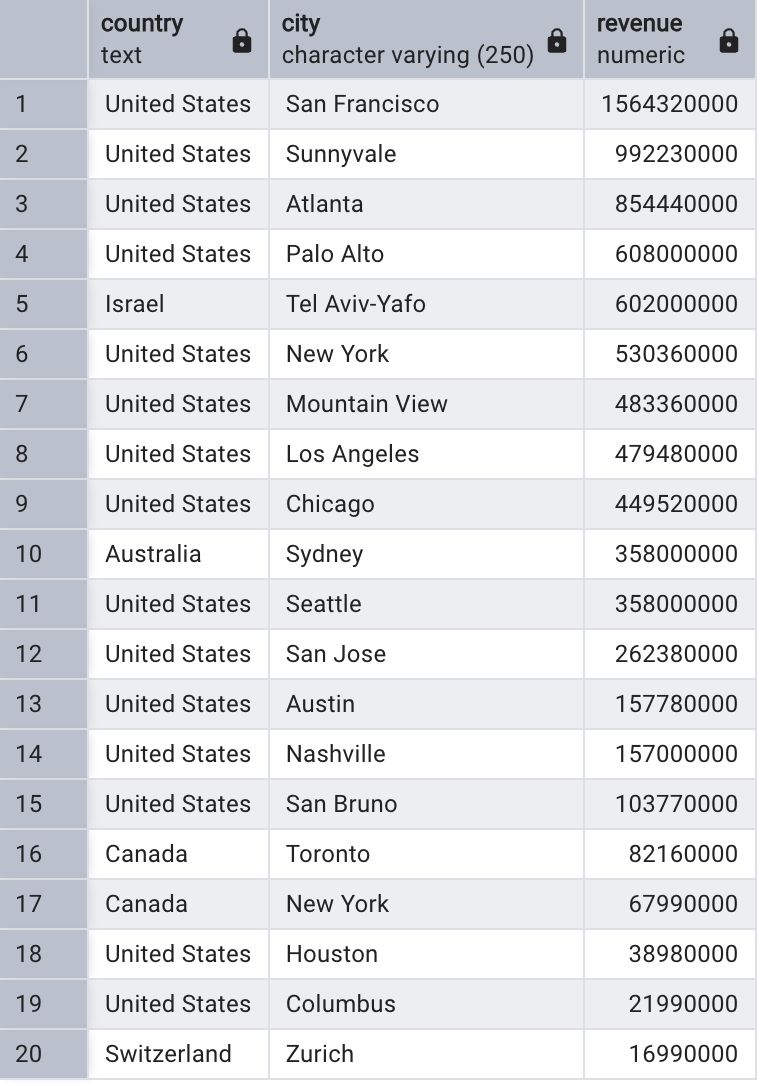 country city revenue
text character varying (250) numeric
1 United States San Francisco 1564320000
2 United States Sunnyvale 992230000
3 United States Atlanta 854440000
4 United States Palo Alto 608000000
5 Israel Tel Aviv-Yafo 602000000
6 United States New York 530360000
7 United States Mountain View 483360000
8 United States Los Angeles 479480000
9 United States Chicago 449520000
10 Australia Sydney 358000000
11 United States Seattle 358000000
12 United States San Jose 262380000
13 United States Austin 157780000
14 United States Nashville 157000000
15 United States San Bruno 103770000
16 Canada Toronto 82160000
17 Canada New York 67990000
18 United States Houston 38980000
19 United States Columbus 21990000
20 Switzerland Zurich 16990000